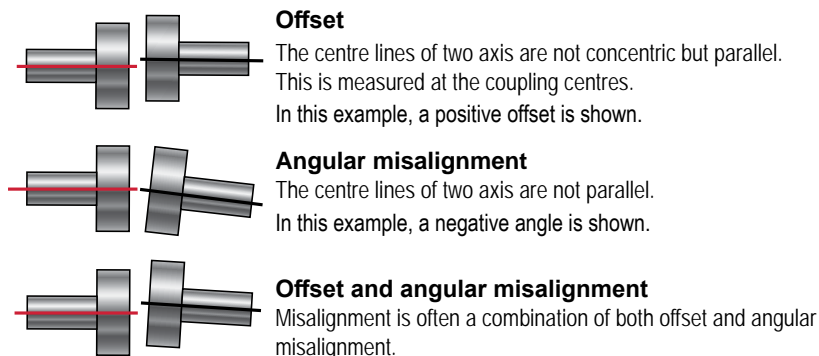 Offset
The centre lines of two axis are not concentric but parallel.
This is measured at the coupling centres.
In this example, a positive offset is shown.
Angular misalignment
The centre lines of two axis are not parallel.
In this example, a negative angle is shown.
Offset and angular misalignment
Misalignment is often a combination of both offset and angular
misalignment.